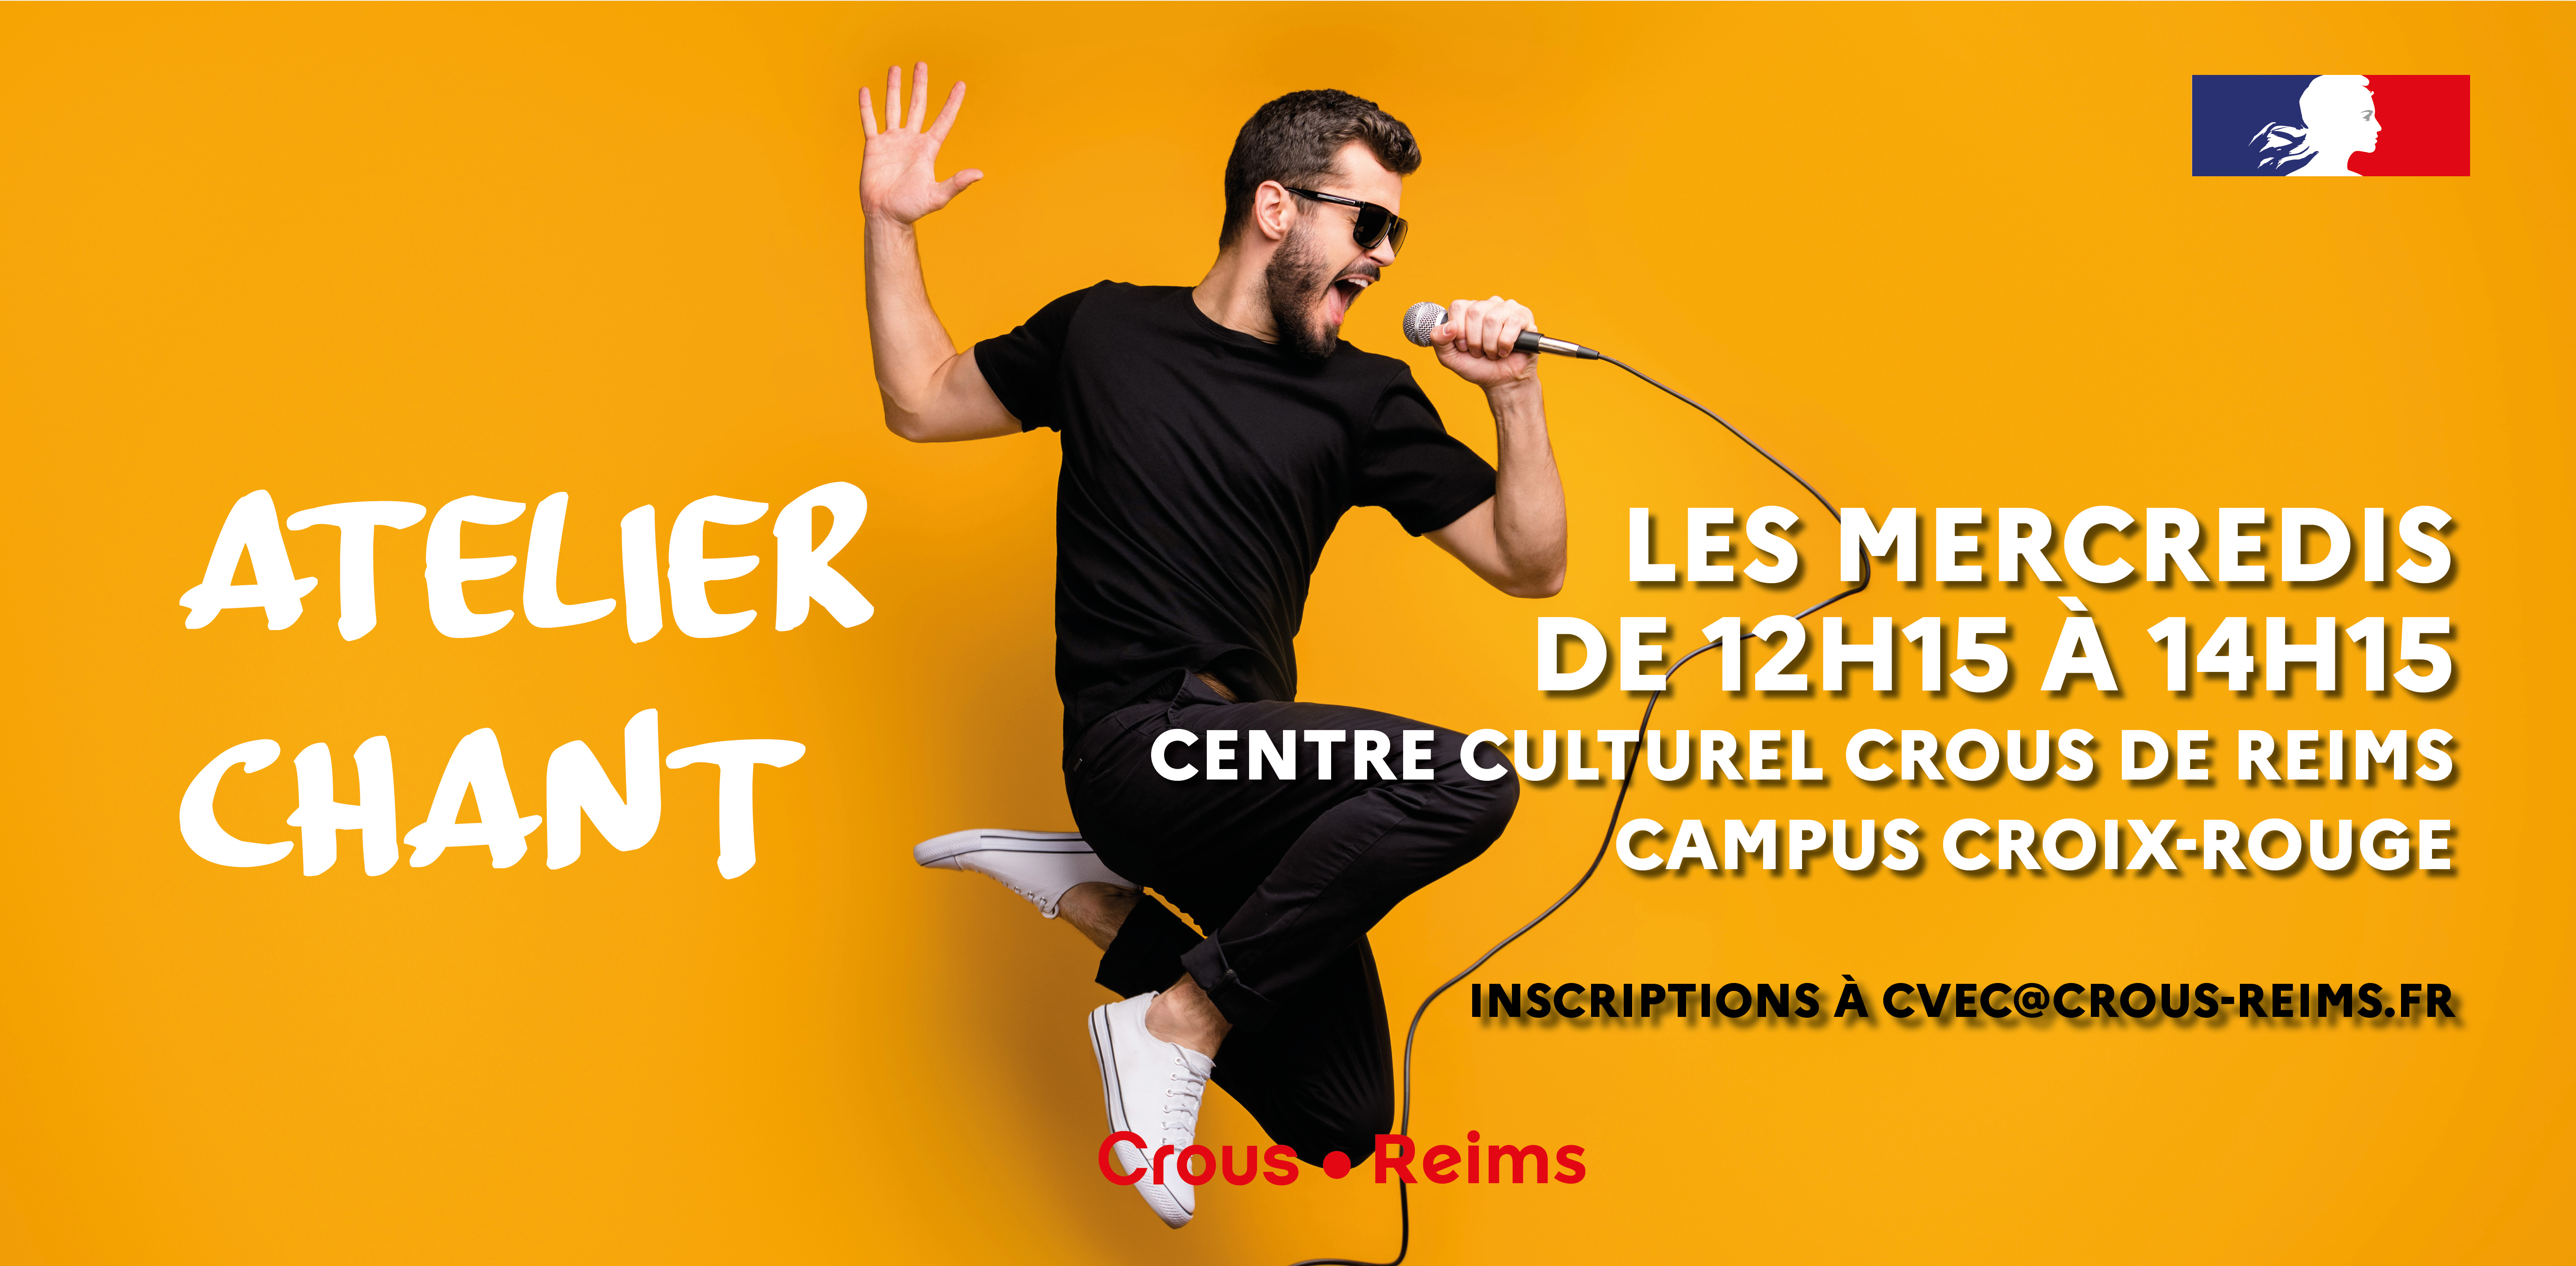 ATELIER
CHANT
LES MERCREDIS
DE 12H15 À 14H15
CENTRE CULTUREL CROUS DE REIMS
CAMPUS CROIX-ROUGE
INSCRIPTIONS À CVEC@CROUS-REIMS.FR
Crous • Reims